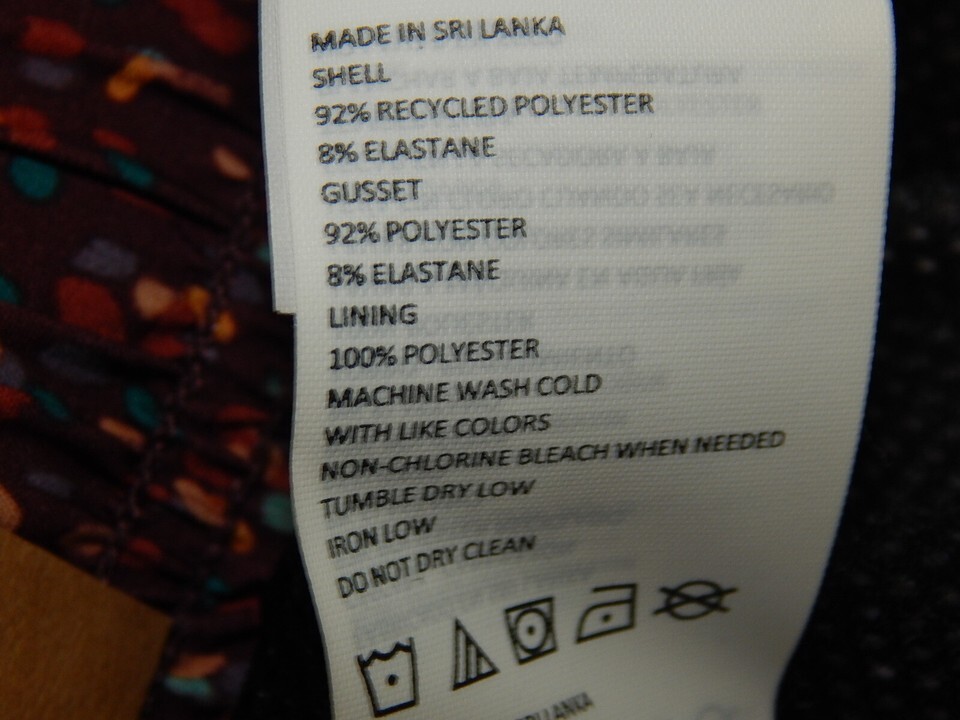 MADE IN SRI LANKA
SHELL
92% RECYCLED POLYESTER
8% ELASTANE
GUSSET
92% POLYESTER
8% ELASTANE
LINING
100% POLYESTER
MACHINE WASH COLD
WITH LIKE COLORS
NON-CHLORINE BLEACH WHEN NEEDED
TUMBLE DRY LOW
IRON LOW
DO NOT DRY CLEAN
SRI LANKA